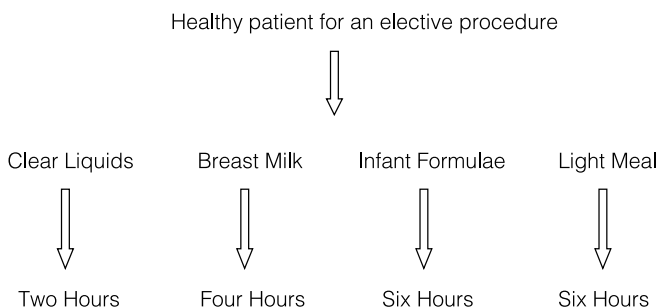 Healthy patient for an elective procedure
Clear Liquids Breast Milk Infant Formulae Light Meal
Two Hours Four Hours Six Hours Six Hours